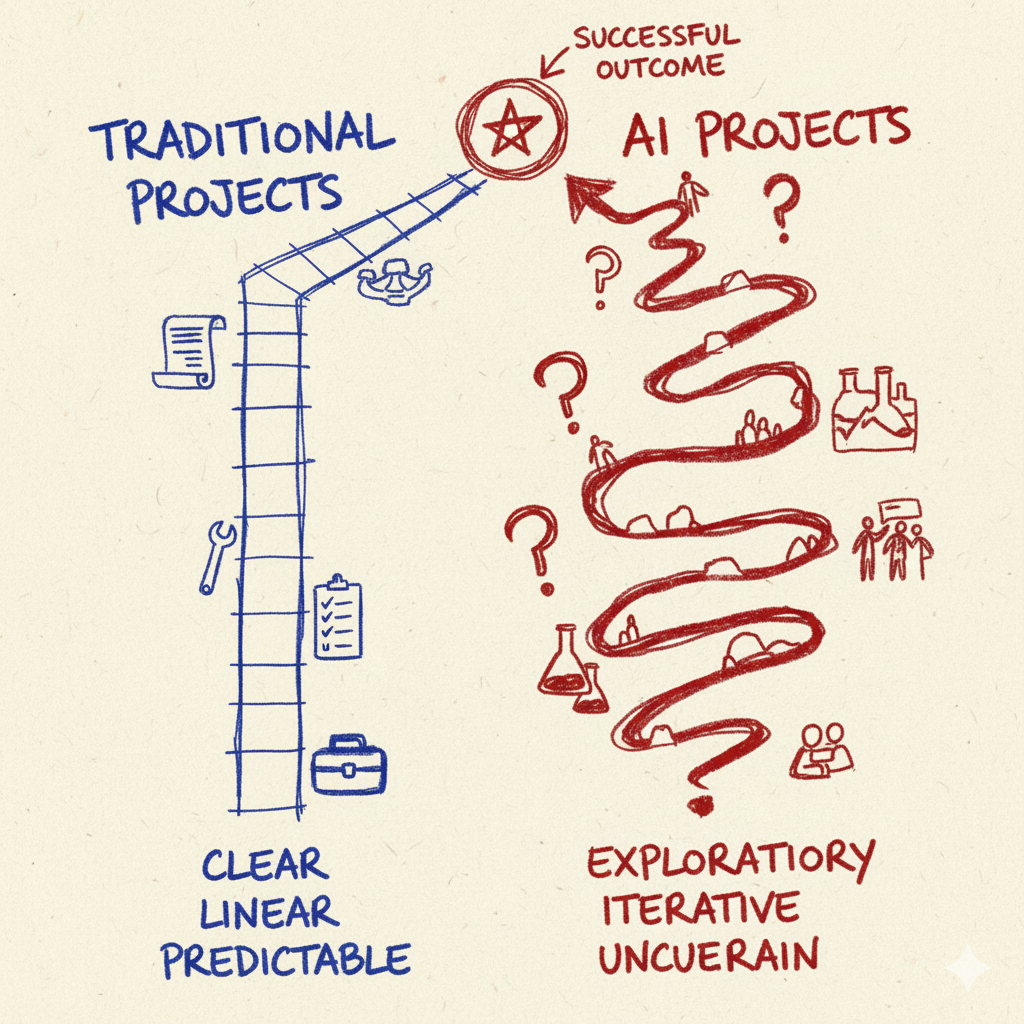 SUCCESSFUL
OUTCOME
TRADITIONAL
PROJECTS
AI PROJECTS
CLEAR
LINEAR
PREDICTABLE
EXPLORATIORY
ITERATIVE
UNCUERAIN